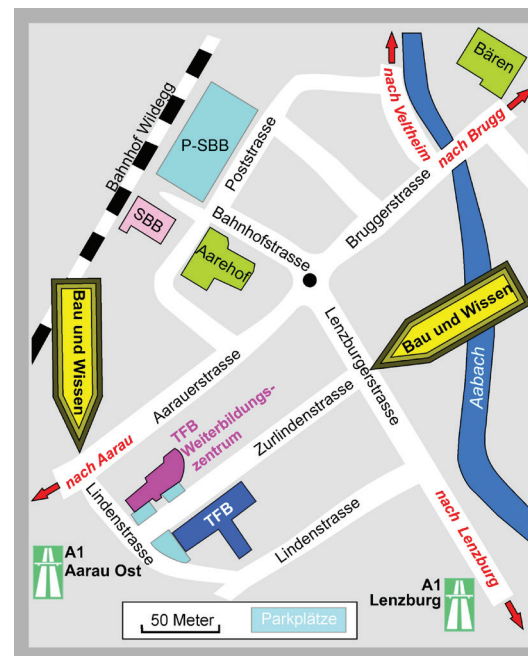 Bären
Bahnhof Wildegg
nach Veltheim
nach Brugg
P-SBB
Poststrasse
SBB
Bahnhofstrasse
Bruggerstrasse
Aarehof
Bau und Wissen
Bau und Wissen
Lenzburgerstrasse
Aabach
Aarauerstrasse
TFB
Weiterbildungs-
zentrum
Zurlindenstrasse
nach Aarau
Lindenstrasse
TFB
Lindenstrasse
nach Lenzburg
A1
Aarau Ost
A1
Lenzburg
50 Meter
Parkplätze